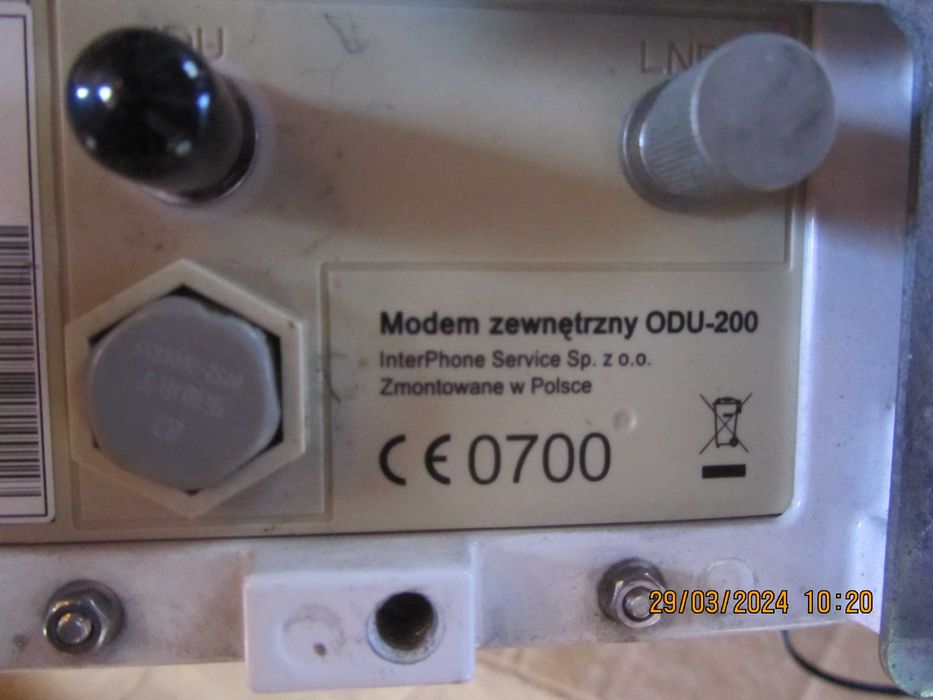 LNB
Modem zewnętrzny ODU-200
InterPhone Service Sp. z o.o.
Zmontowane w Polsce
CE 0700
29/03/2024 10:20